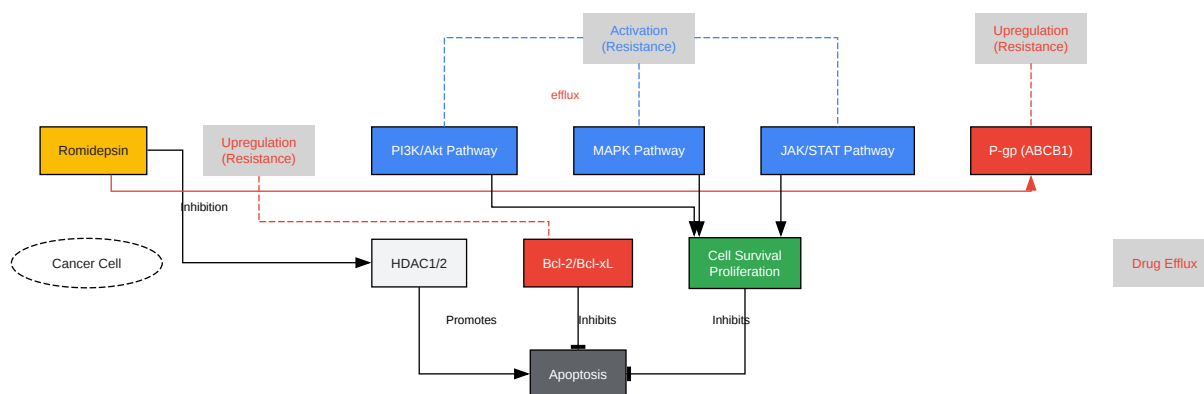 Activation
(Resistance)
Upregulation
(Resistance)
efflux
Romidepsin
Upregulation
(Resistance)
PI3K/Akt Pathway
MAPK Pathway
JAK/STAT Pathway
P-gp (ABCB1)
Inhibition
Cancer Cell
HDAC1/2
Bcl-2/Bcl-xL
Cell Survival
Proliferation
Drug Efflux
Promotes
Inhibits
Inhibits
Apoptosis